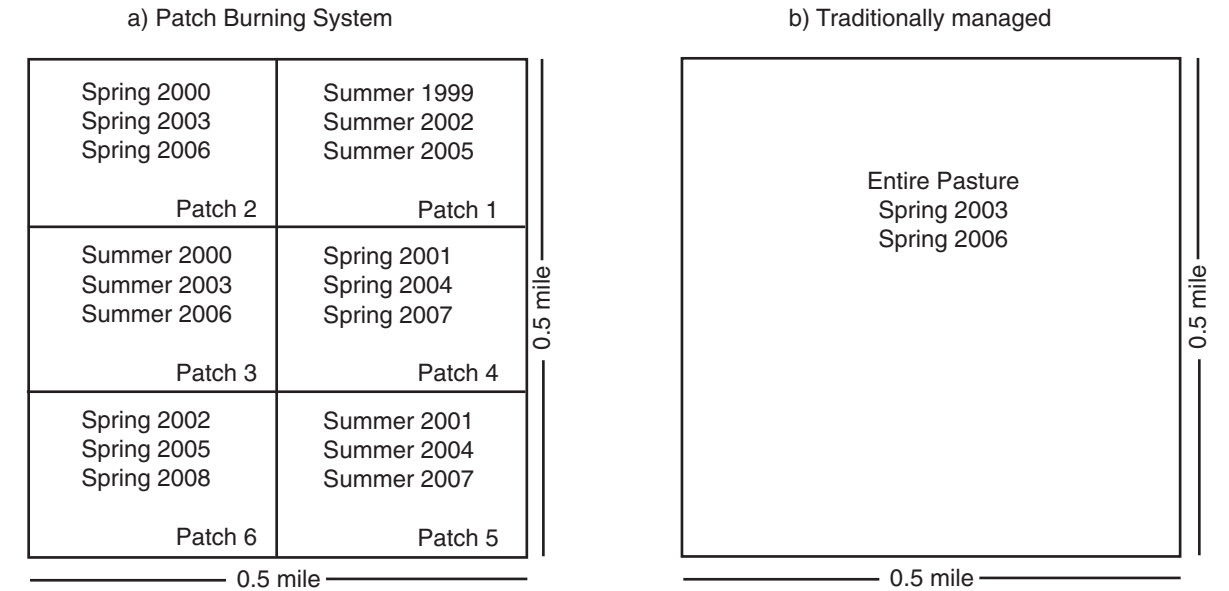 a) Patch Burning System
Spring 2000
Spring 2003
Spring 2006
Patch 2
Summer 1999
Summer 2002
Summer 2005
Patch 1
Summer 2000
Summer 2003
Summer 2006
Patch 3
Spring 2001
Spring 2004
Spring 2007
Patch 4
Spring 2002
Spring 2005
Spring 2008
Patch 6
Summer 2001
Summer 2004
Summer 2007
Patch 5
0.5 mile
0.5 mile
b) Traditionally managed
Entire Pasture
Spring 2003
Spring 2006
0.5 mile
0.5 mile